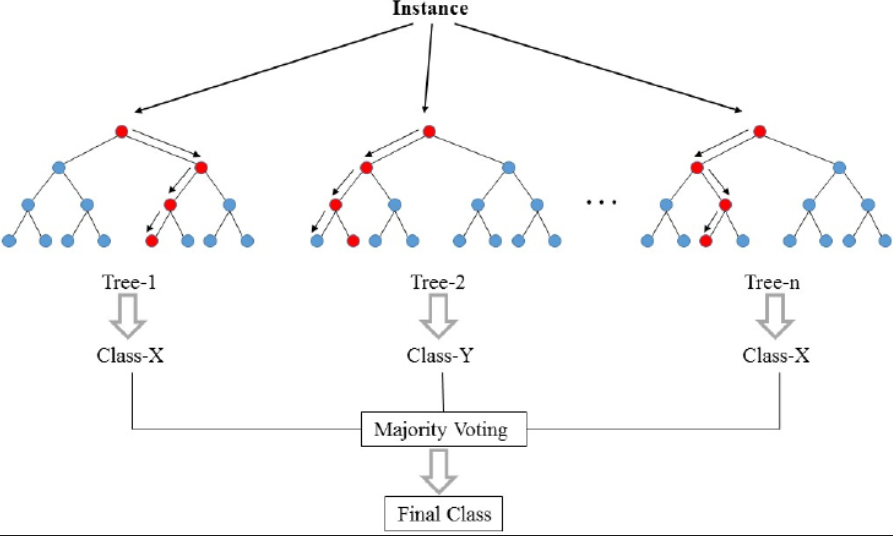 Instance
. . .
Tree-1 Tree-2 Tree-n
Class-X Class-Y Class-X
Majority Voting
Final Class